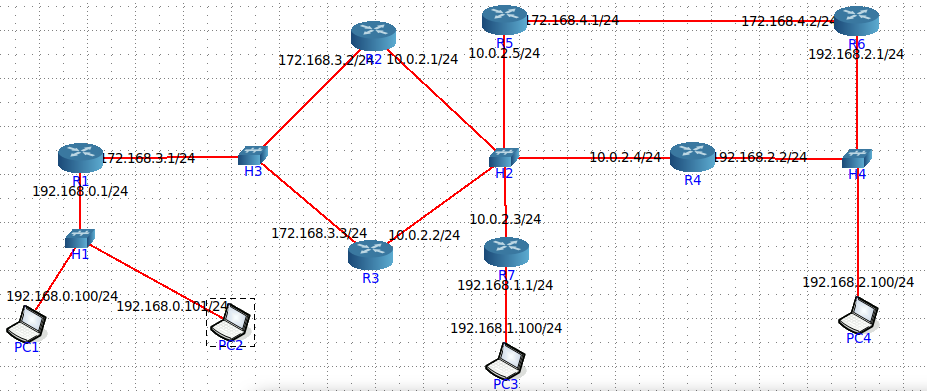 172.168.4.1/24
172.168.4.2/24
R5
R6
10.0.2.5/24
192.168.2.1/24
172.168.3.2/24
R2
10.0.2.1/24
172.168.3.1/24
R1
H3
H2
10.0.2.4/24
R4
192.168.2.2/24
H4
192.168.0.1/24
H1
172.168.3.3/24
R3
10.0.2.2/24
10.0.2.3/24
R7
192.168.1.1/24
192.168.0.100/24
PC1
192.168.0.101/24
PC2
192.168.1.100/24
PC3
192.168.2.100/24
PC4